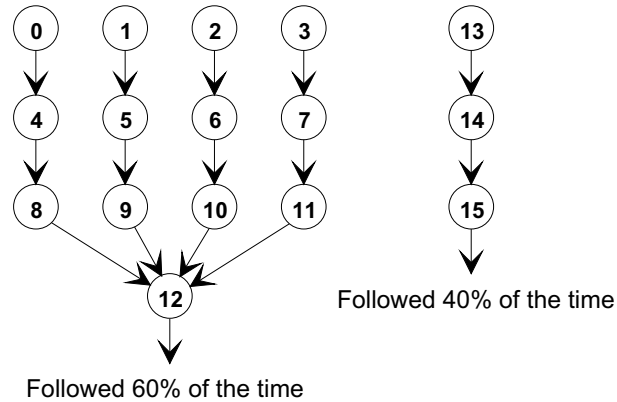 0 1 2 3 13
4 5 6 7 14
8 9 10 11 15
12
Followed 40% of the time
Followed 60% of the time